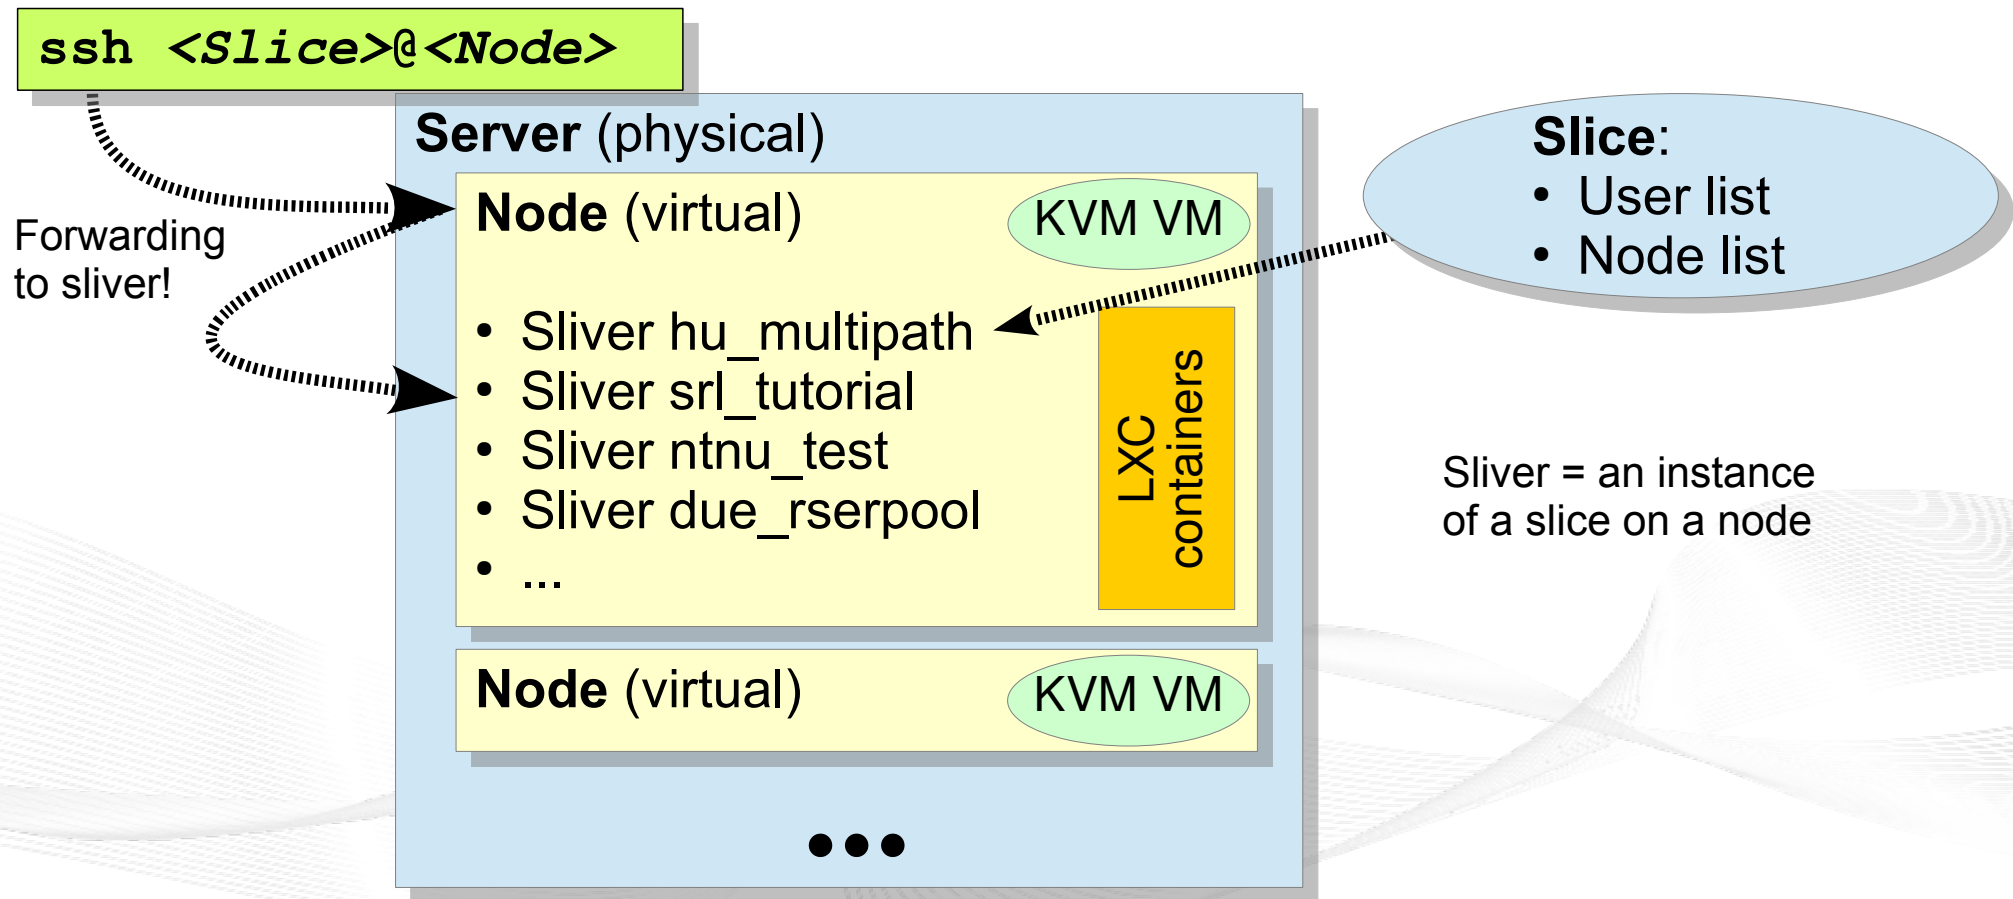 ssh <Slice>@<Node>
Server (physical)
Node (virtual)
KVM VM
Forwarding
to sliver!
• Sliver hu_multipath
• Sliver srl_tutorial
• Sliver ntnu_test
• Sliver due_rserpool
• ...
LXC
containers
Node (virtual)
KVM VM
•••
Slice:
• User list
• Node list
Sliver = an instance
of a slice on a node